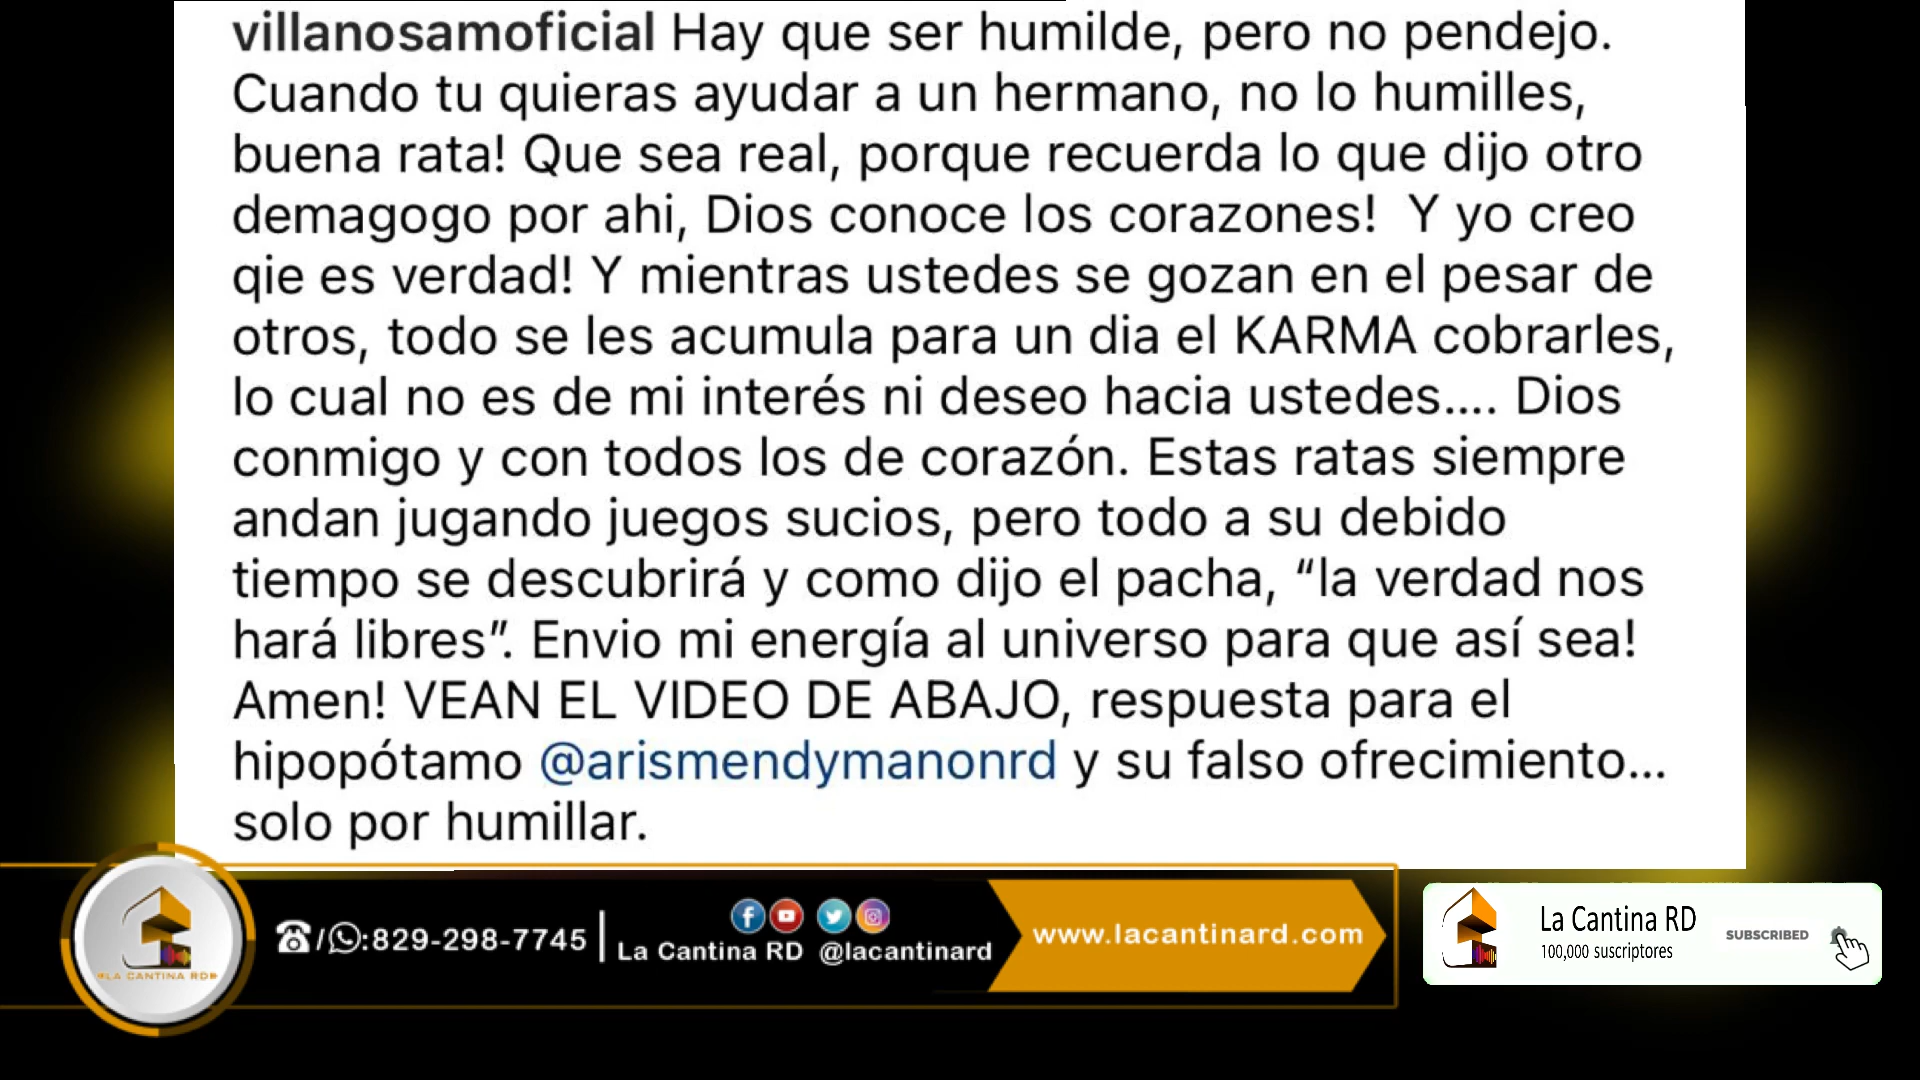 villanosamoficial Hay que ser humilde, pero no pendejo.
Cuando tu quieras ayudar a un hermano, no lo humilles,
buena rata! Que sea real, porque recuerda lo que dijo otro
demagogo por ahi, Dios conoce los corazones!  Y yo creo
qie es verdad! Y mientras ustedes se gozan en el pesar de
otros, todo se les acumula para un dia el KARMA cobrarles,
lo cual no es de mi interés ni deseo hacia ustedes.... Dios
conmigo y con todos los de corazón. Estas ratas siempre
andan jugando juegos sucios, pero todo a su debido
tiempo se descubrirá y como dijo el pacha, “la verdad nos
hará libres”. Envio mi energía al universo para que así sea!
Amen! VEAN EL VIDEO DE ABAJO, respuesta para el
hipopótamo @arismendymanonrd y su falso ofrecimiento...
solo por humillar.
LA CANTINA RD
/ :829-298-7745
La Cantina RD @lacantinard
www.lacantinard.com
La Cantina RD
100,000 suscriptores
SUBSCRIBED